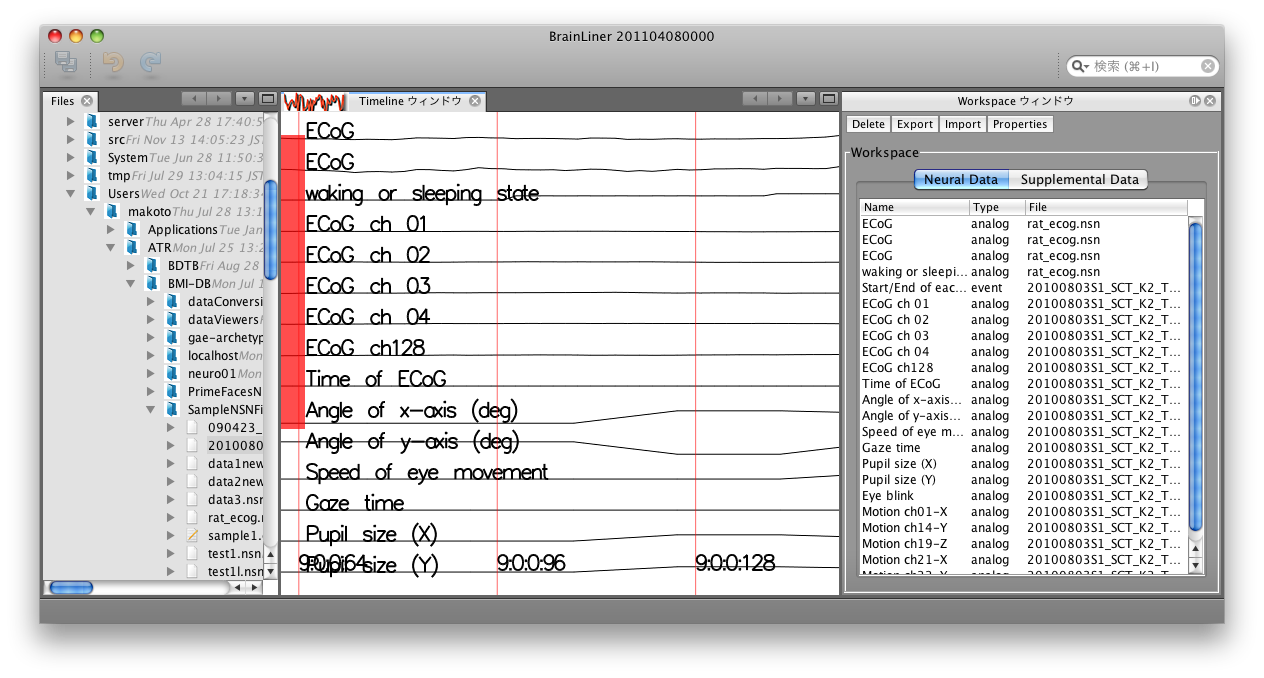 BrainLiner 201104080000
検索 (⌘+I)
Files
Timeline ウィンドウ
Workspace ウィンドウ
server Thu Apr 28 17:40:5
src Fri Nov 13 14:05:23 JST
System Tue Jun 28 11:50:3
tmp Fri Jul 29 13:04:15 JST
Users Wed Oct 21 17:18:3
makoto Thu Jul 28 13:1
Applications Tue Jan
ATR Mon Jul 25 13:2
BDTB Fri Aug 28
BMI-DB Mon Jul 1
dataConversi
dataViewers
gae-archetyp
localhost Mon
neuro01 Mon
PrimeFacesN
SampleNSNFi
090423_
2010080
data1new
data2new
data3.nsn
rat_ecog.n
sample1.
test1.nsn
test1l.nsn
ECoG
ECoG
waking or sleeping state
ECoG ch 01
ECoG ch 02
ECoG ch 03
ECoG ch 04
ECoG ch128
Time of ECoG
Angle of x-axis (deg)
Angle of y-axis (deg)
Speed of eye movement
Gaze time
Pupil size (X)
Pupil size (Y)
9:0:0:64 9:0:0:96 9:0:0:128
Delete Export Import Properties
Workspace
Neural Data Supplemental Data
Name Type File
ECoG analog rat_ecog.nsn
ECoG analog rat_ecog.nsn
ECoG analog rat_ecog.nsn
waking or sleepi... analog rat_ecog.nsn
Start/End of eac... event 20100803S1_SCT_K2_T...
ECoG ch 01 analog 20100803S1_SCT_K2_T...
ECoG ch 02 analog 20100803S1_SCT_K2_T...
ECoG ch 03 analog 20100803S1_SCT_K2_T...
ECoG ch 04 analog 20100803S1_SCT_K2_T...
ECoG ch128 analog 20100803S1_SCT_K2_T...
Time of ECoG analog 20100803S1_SCT_K2_T...
Angle of x-axis... analog 20100803S1_SCT_K2_T...
Angle of y-axis... analog 20100803S1_SCT_K2_T...
Speed of eye m... analog 20100803S1_SCT_K2_T...
Gaze time analog 20100803S1_SCT_K2_T...
Pupil size (X) analog 20100803S1_SCT_K2_T...
Pupil size (Y) analog 20100803S1_SCT_K2_T...
Eye blink analog 20100803S1_SCT_K2_T...
Motion ch01-X analog 20100803S1_SCT_K2_T...
Motion ch14-Y analog 20100803S1_SCT_K2_T...
Motion ch19-Z analog 20100803S1_SCT_K2_T...
Motion ch21-X analog 20100803S1_SCT_K2_T...